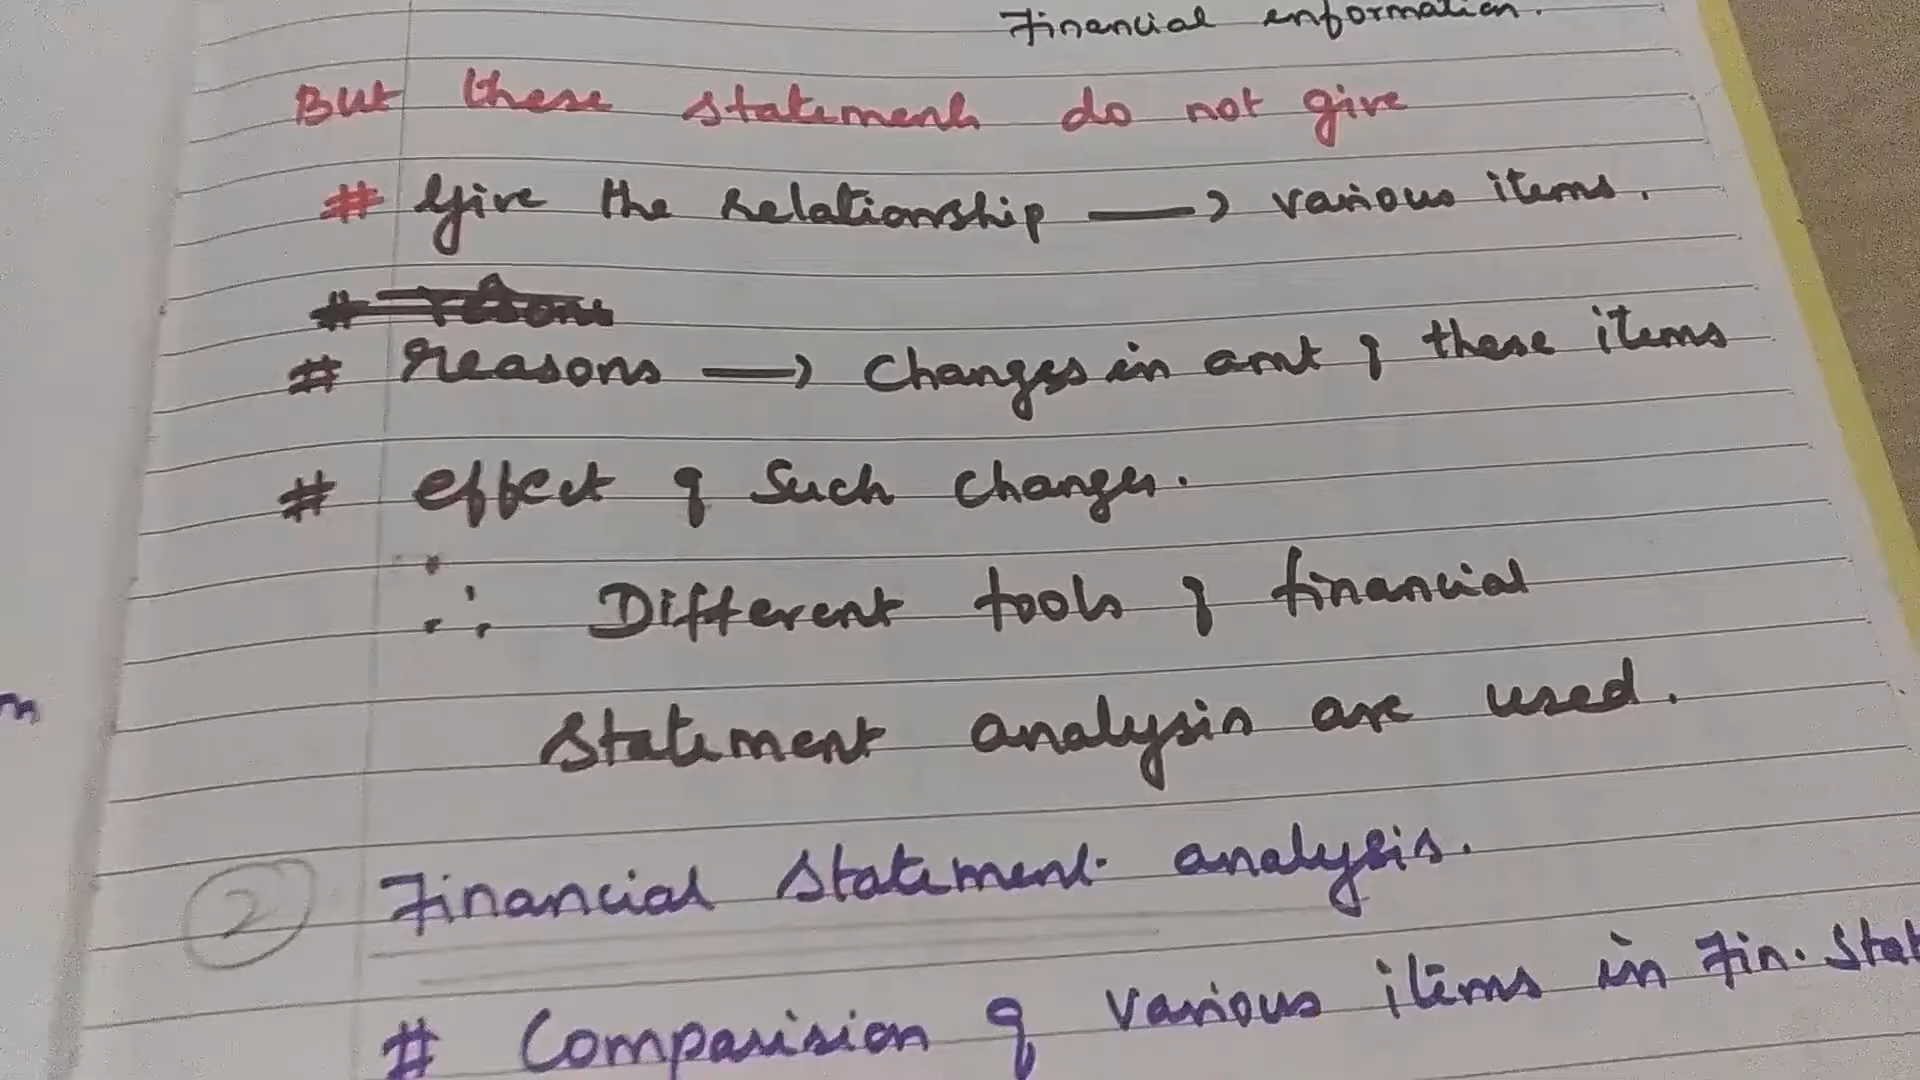 Financial information.
But these statements do not give
# Give the relationship → various items.
# reasons
# reasons → Changes in amt of these items
# effect of such changes.
∴ Different tools of financial
statement analysis are used.
② Financial statement analysis.
# Comparision of various items in Fin. Stat